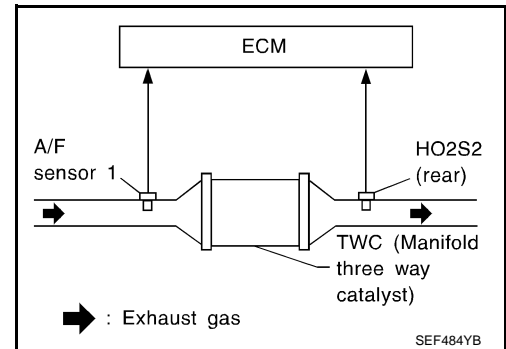 ECM
A/F
sensor 1
HO2S2
(rear)
TWC (Manifold
three way
catalyst)
: Exhaust gas
SEF484YB